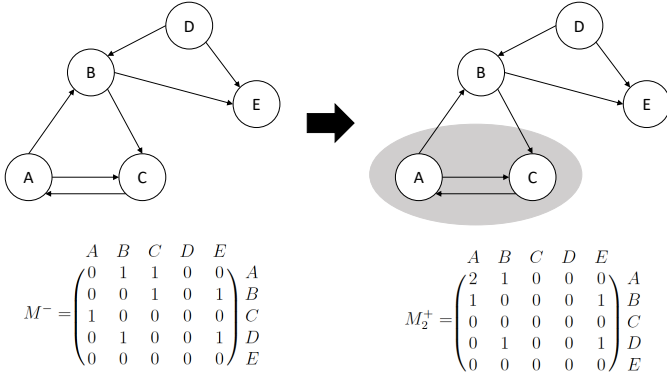 D
D
B
B
E
E
A
C
A
C
A B C D E
M⁻ =
0 1 1 0 0 A
0 0 1 0 1 B
1 0 0 0 0 C
0 1 0 0 1 D
0 0 0 0 0 E
A B C D E
M₂⁺ =
2 1 0 0 0 A
1 0 0 0 1 B
0 0 0 0 0 C
0 1 0 0 1 D
0 0 0 0 0 E